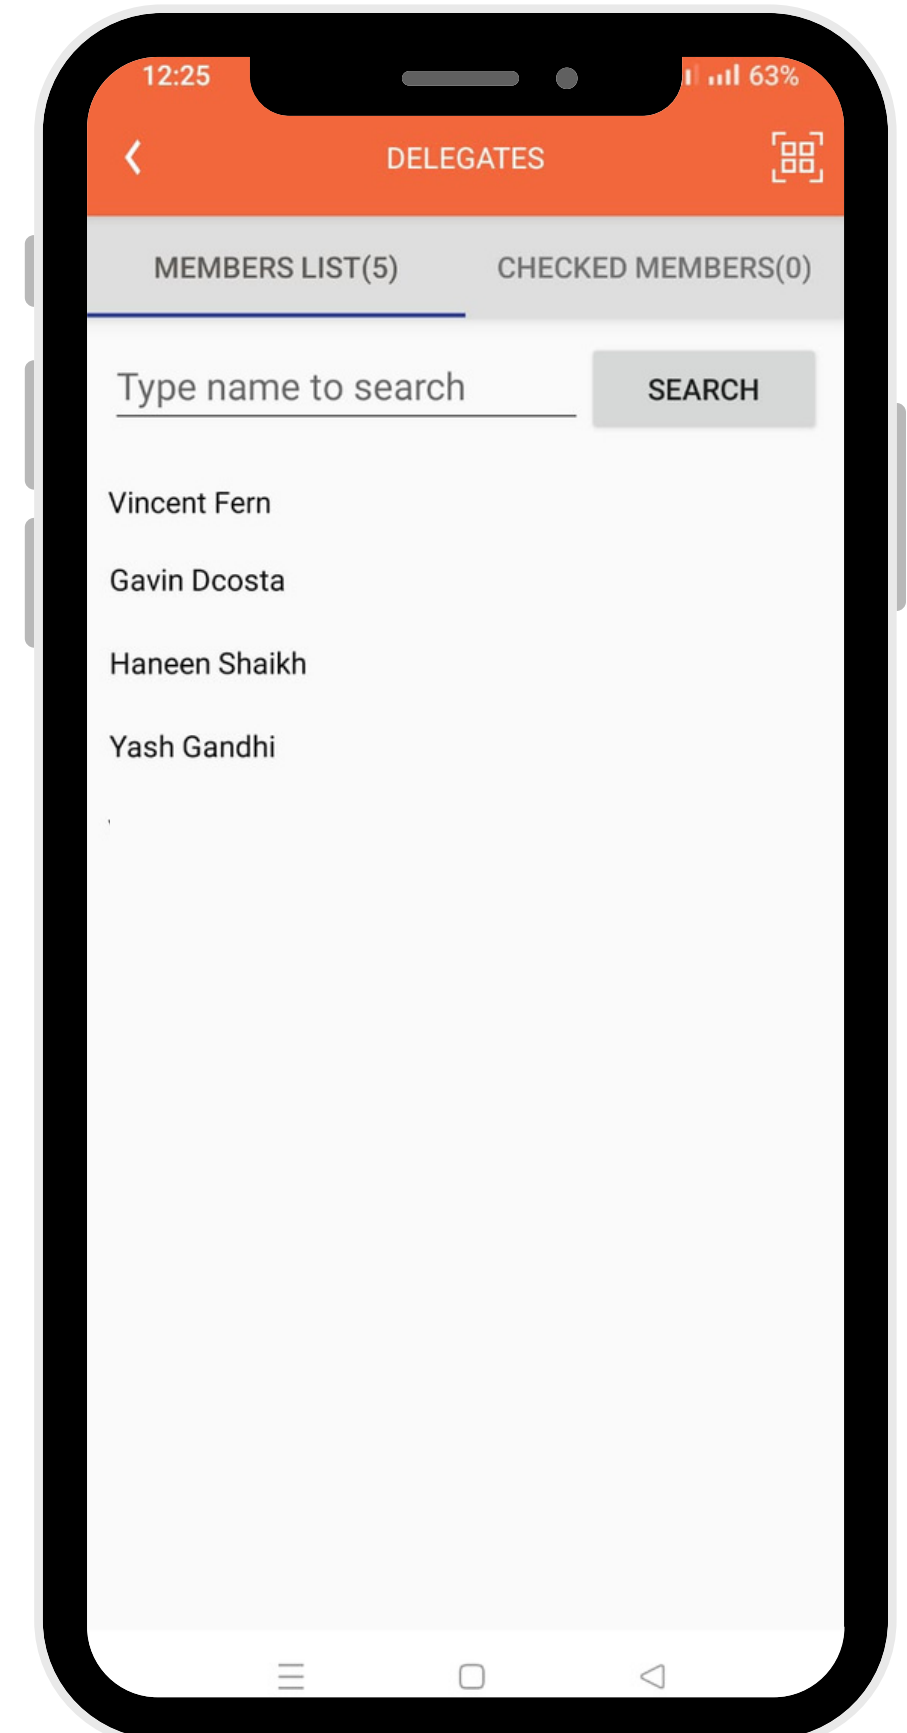 12:25 63%
DELEGATES
MEMBERS LIST(5) CHECKED MEMBERS(0)
Type name to search SEARCH
Vincent Fern
Gavin Dcosta
Haneen Shaikh
Yash Gandhi